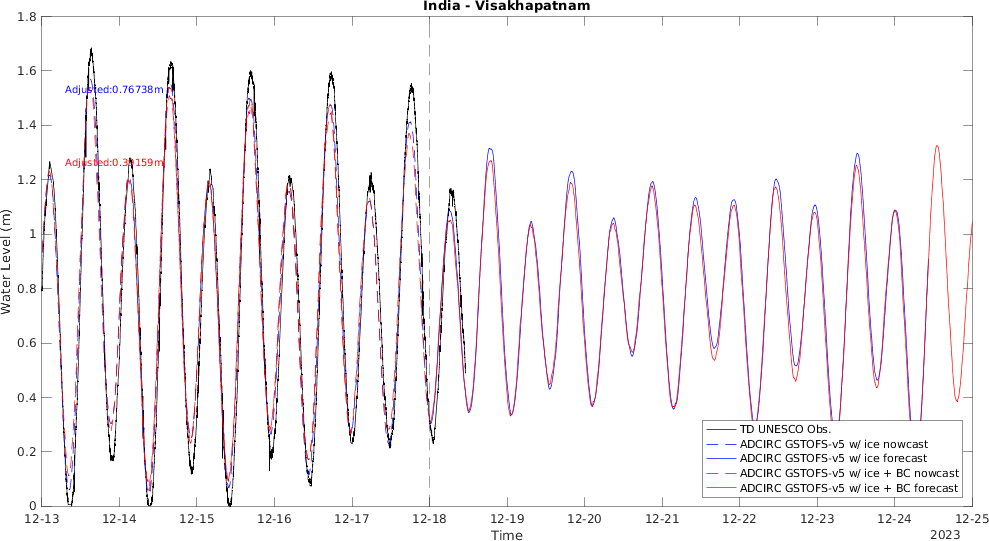 India - Visakhapatnam
1.8
1.6
1.4
1.2
1
0.8
0.6
0.4
0.2
0
Water Level (m)
Adjusted:0.76738m
TD UNESCO Obs.
ADCIRC GSTOFS-v5 w/ ice nowcast
ADCIRC GSTOFS-v5 w/ ice forecast
ADCIRC GSTOFS-v5 w/ ice + BC nowcast
ADCIRC GSTOFS-v5 w/ ice + BC forecast
12-13
12-14
12-15
12-16
12-17
12-18
12-19
12-20
12-21
12-22
12-23
12-24
12-25
Time
2023